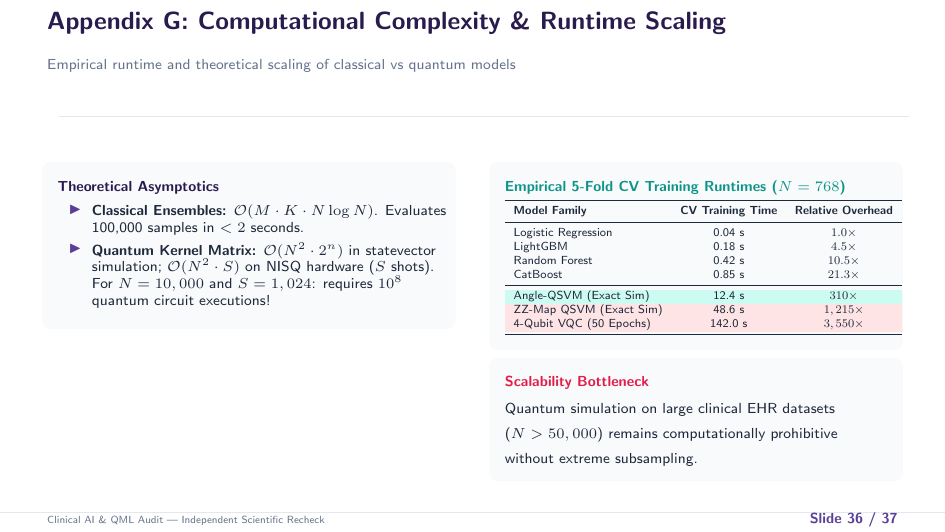 Appendix G: Computational Complexity & Runtime Scaling
Empirical runtime and theoretical scaling of classical vs quantum models
Theoretical Asymptotics
▶ Classical Ensembles: 𝒪(M · K · N log N). Evaluates
100,000 samples in < 2 seconds.
▶ Quantum Kernel Matrix: 𝒪(N² · 2ⁿ) in statevector
simulation; 𝒪(N² · S) on NISQ hardware (S shots).
For N = 10,000 and S = 1,024: requires 10⁸
quantum circuit executions!
Empirical 5-Fold CV Training Runtimes (N = 768)
Model Family CV Training Time Relative Overhead
Logistic Regression 0.04 s 1.0×
LightGBM 0.18 s 4.5×
Random Forest 0.42 s 10.5×
CatBoost 0.85 s 21.3×
Angle-QSVM (Exact Sim) 12.4 s 310×
ZZ-Map QSVM (Exact Sim) 48.6 s 1,215×
4-Qubit VQC (50 Epochs) 142.0 s 3,550×
Scalability Bottleneck
Quantum simulation on large clinical EHR datasets
(N > 50,000) remains computationally prohibitive
without extreme subsampling.
Clinical AI & QML Audit — Independent Scientific Recheck
Slide 36 / 37